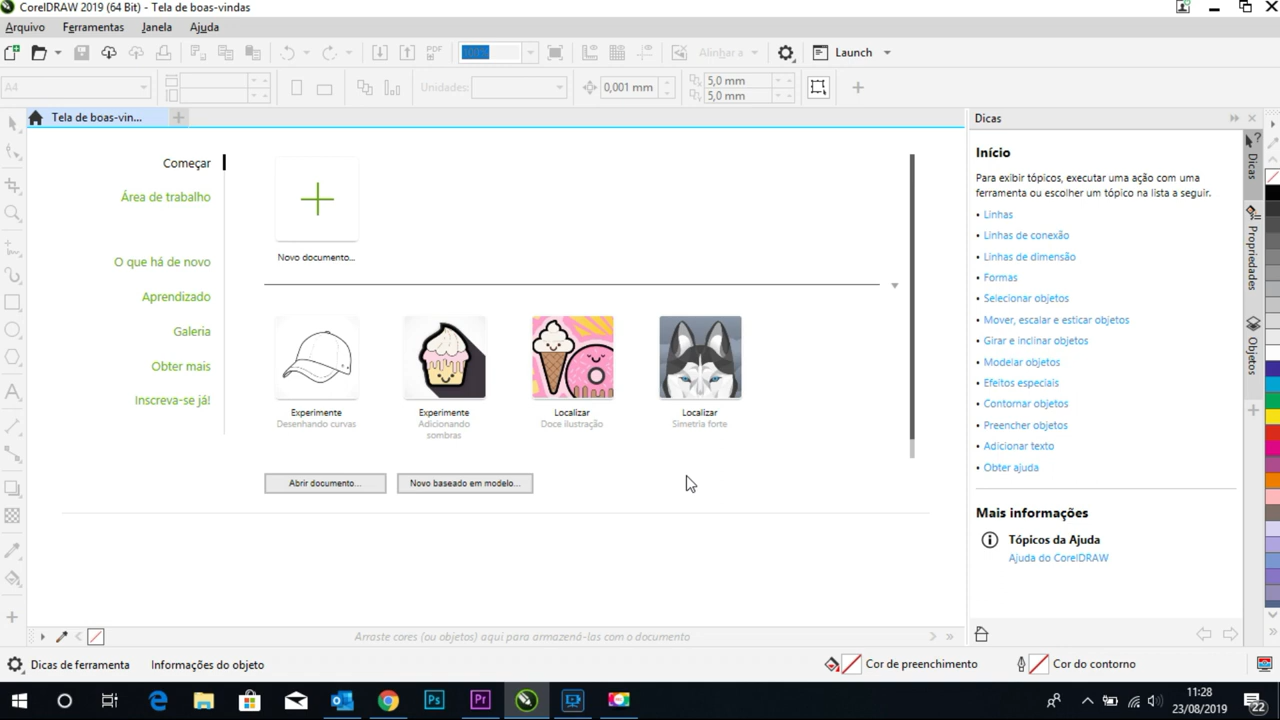 CorelDRAW 2019 (64 Bit) - Tela de boas-vindas
Arquivo Ferramentas Janela Ajuda
PDF 100% Alinhar a Launch
A4 Unidades: 0,001 mm 5,0 mm
5,0 mm
Tela de boas-vin...
Começar
Área de trabalho
O que há de novo
Aprendizado
Galeria
Obter mais
Inscreva-se já!
Novo documento...
Experimente
Desenhando curvas
Experimente
Adicionando
sombras
Localizar
Doce ilustração
Localizar
Simetria forte
Abrir documento...
Novo baseado em modelo...
Dicas
Início
Para exibir tópicos, executar uma ação com uma
ferramenta ou escolher um tópico na lista a seguir.
• Linhas
• Linhas de conexão
• Linhas de dimensão
• Formas
• Selecionar objetos
• Mover, escalar e esticar objetos
• Girar e inclinar objetos
• Modelar objetos
• Efeitos especiais
• Contornar objetos
• Preencher objetos
• Adicionar texto
• Obter ajuda
Mais informações
Tópicos da Ajuda
Ajuda do CorelDRAW
Dicas
Propriedades
Objetos
Arraste cores (ou objetos) aqui para armazená-las com o documento
Dicas de ferramenta Informações do objeto Cor de preenchimento Cor do contorno
Ps Pr
11:28
23/08/2019
22